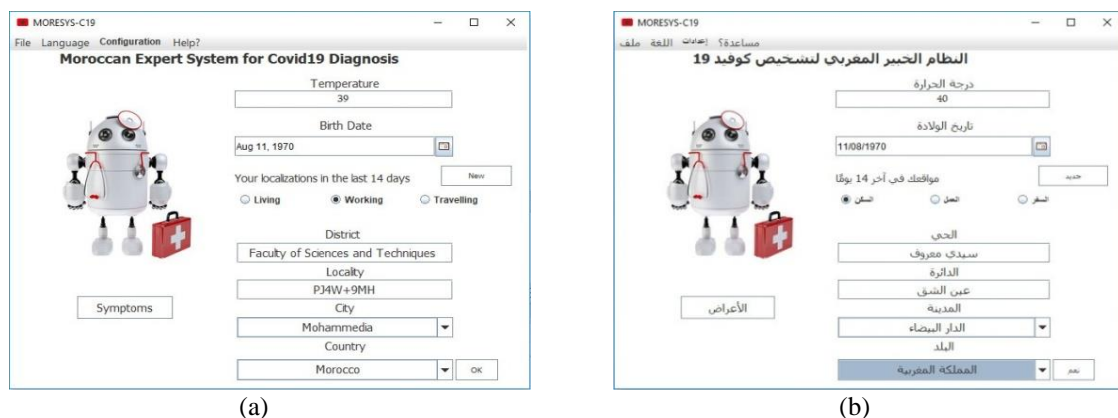 MORESYS-C19
File Language Configuration Help?
Moroccan Expert System for Covid19 Diagnosis
Temperature
39
Birth Date
Aug 11, 1970
Your localizations in the last 14 days
New
Living Working Travelling
District
Faculty of Sciences and Techniques
Locality
PJ4W+9MH
Symptoms
City
Mohammedia
Country
Morocco
OK
(a)
MORESYS-C19
ملف اللغة إعدادات مساعدة؟
النظام الخبير المغربي لتشخيص كوفيد 19
درجة الحرارة
40
تاريخ الولادة
11/08/1970
مواقعك في آخر 14 يومًا
جديد
السكن العمل السفر
الحي
سيدي معروف
الدائرة
عين الشق
الأعراض
المدينة
الدار البيضاء
البلد
المملكة المغربية
نعم
(b)